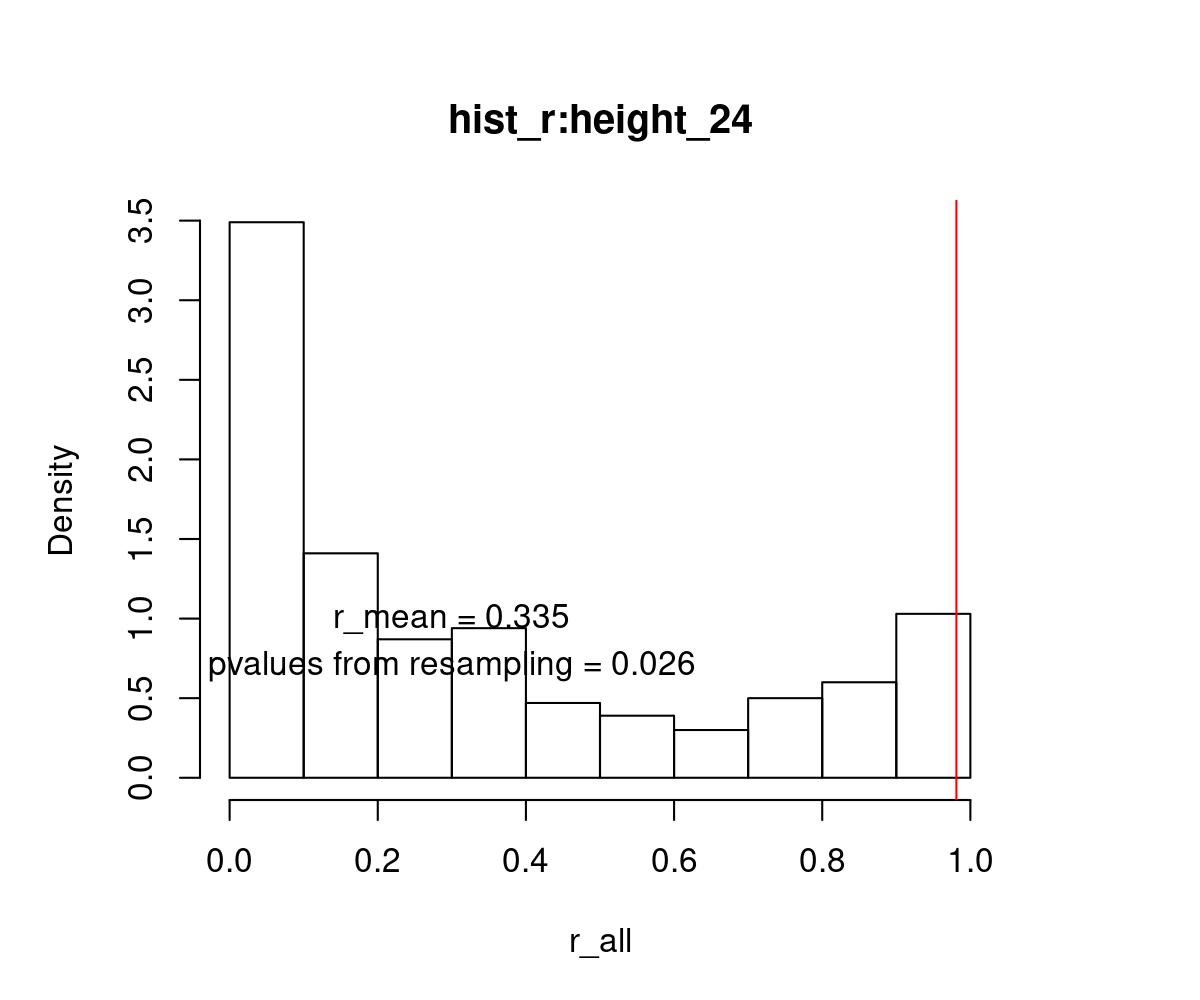 hist_r:height_24
3.5
3.0
2.5
2.0
1.5
1.0
0.5
0.0
Density
r_mean = 0.335
pvalues from resampling = 0.026
0.0 0.2 0.4 0.6 0.8 1.0
r_all